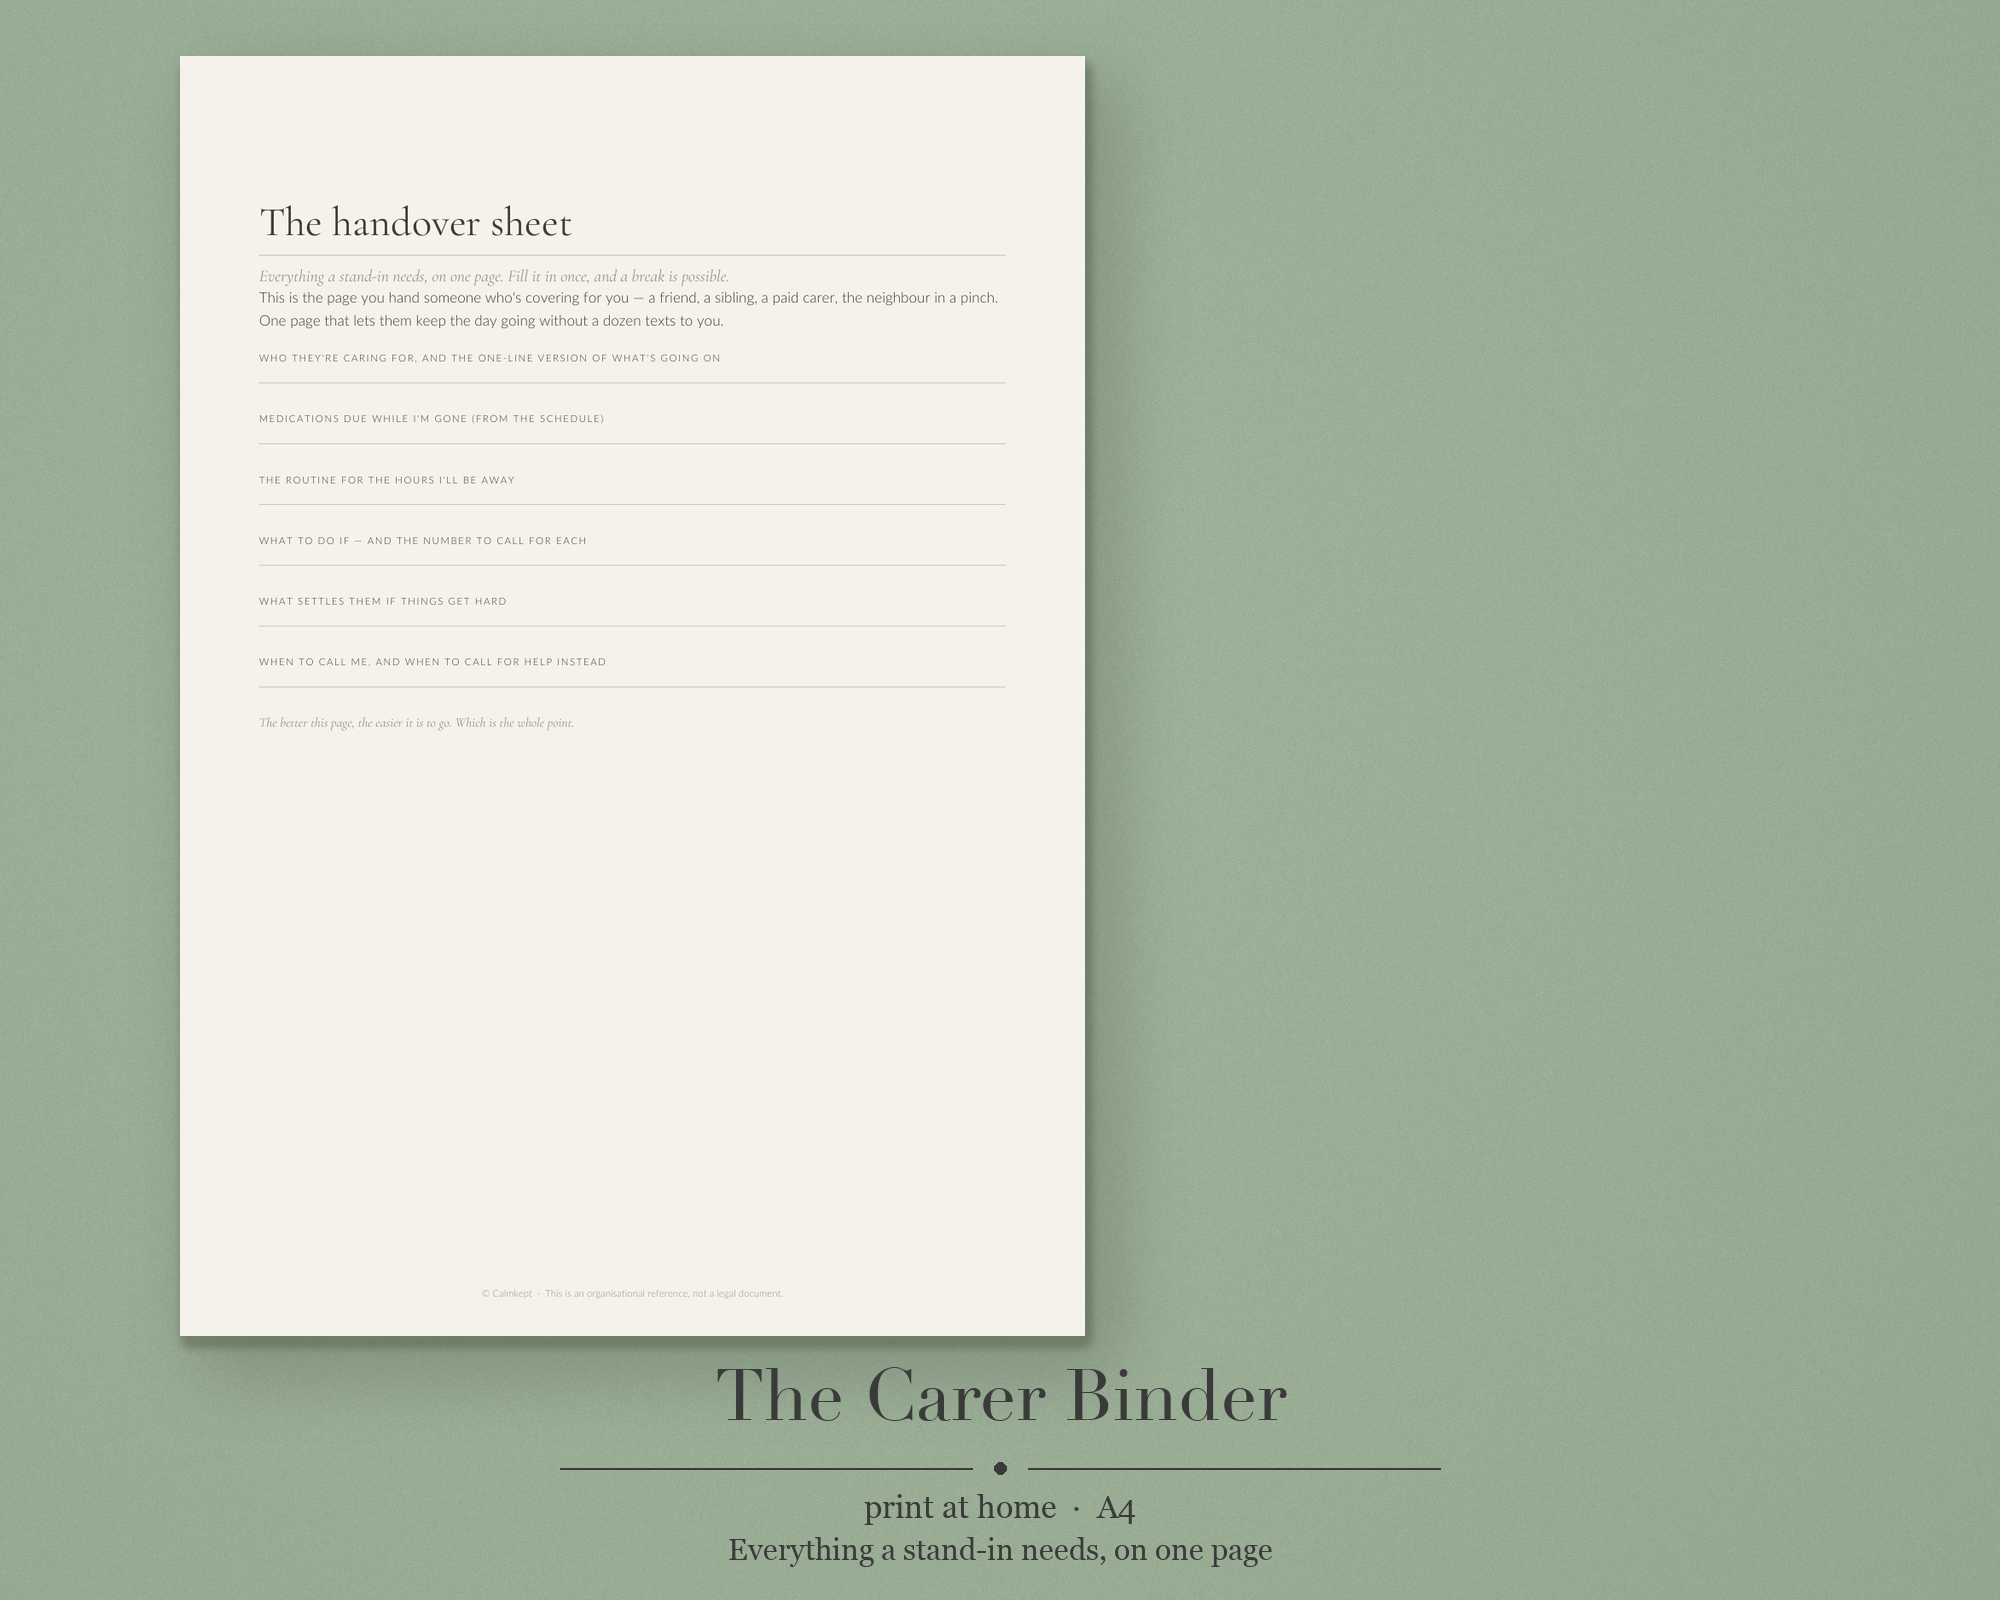 The handover sheet
Everything a stand-in needs, on one page. Fill it in once, and a break is possible.
This is the page you hand someone who's covering for you — a friend, a sibling, a paid carer, the neighbour in a pinch.
One page that lets them keep the day going without a dozen texts to you.
WHO THEY'RE CARING FOR, AND THE ONE-LINE VERSION OF WHAT'S GOING ON
MEDICATIONS DUE WHILE I'M GONE (FROM THE SCHEDULE)
THE ROUTINE FOR THE HOURS I'LL BE AWAY
WHAT TO DO IF — AND THE NUMBER TO CALL FOR EACH
WHAT SETTLES THEM IF THINGS GET HARD
WHEN TO CALL ME, AND WHEN TO CALL FOR HELP INSTEAD
The better this page, the easier it is to go. Which is the whole point.
© Calmkept · This is an organisational reference, not a legal document.
The Carer Binder
print at home · A4
Everything a stand-in needs, on one page